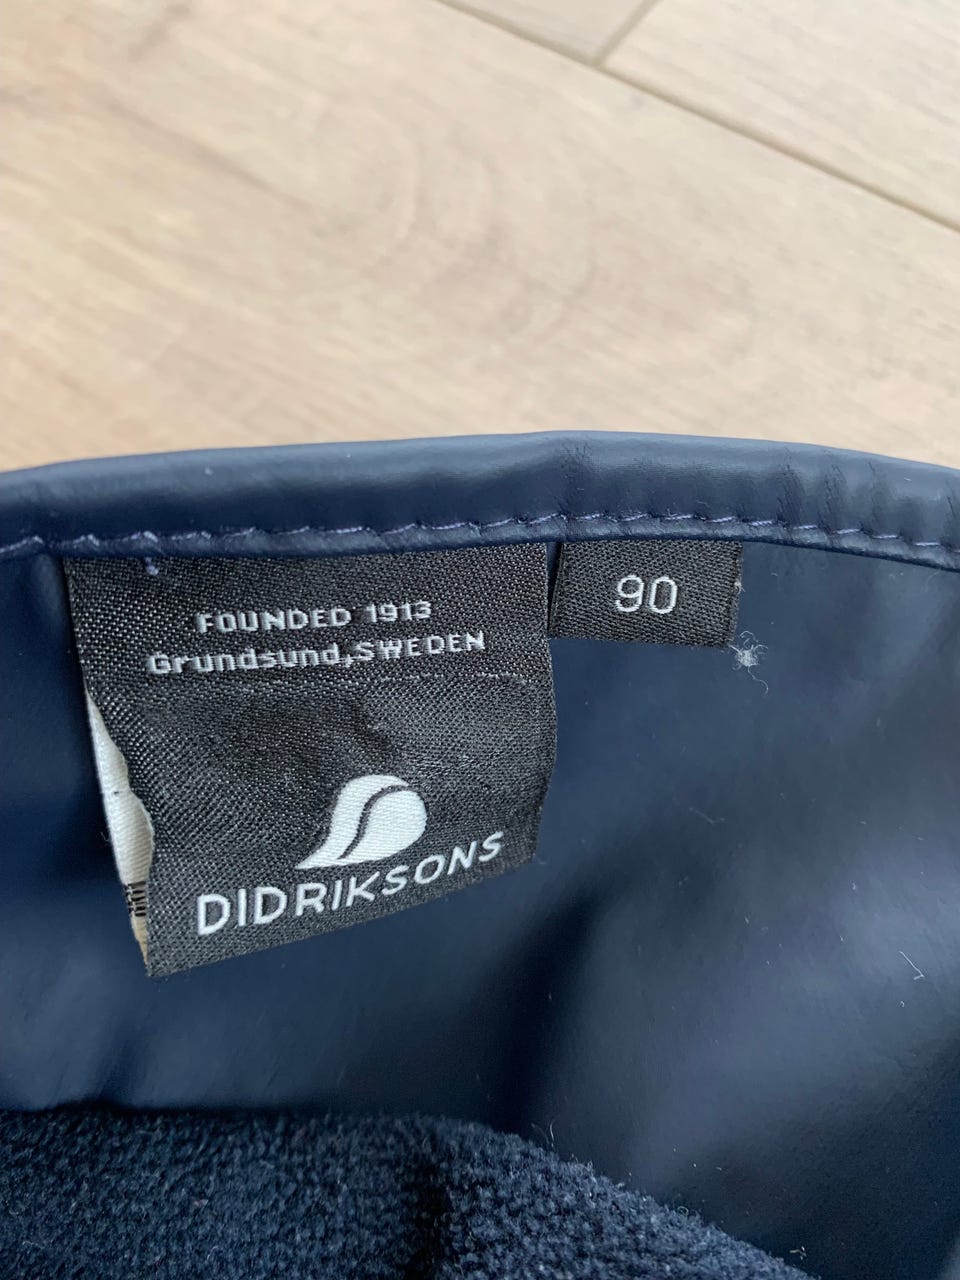 FOUNDED 1913
Grundsund,SWEDEN
90
DIDRIKSONS